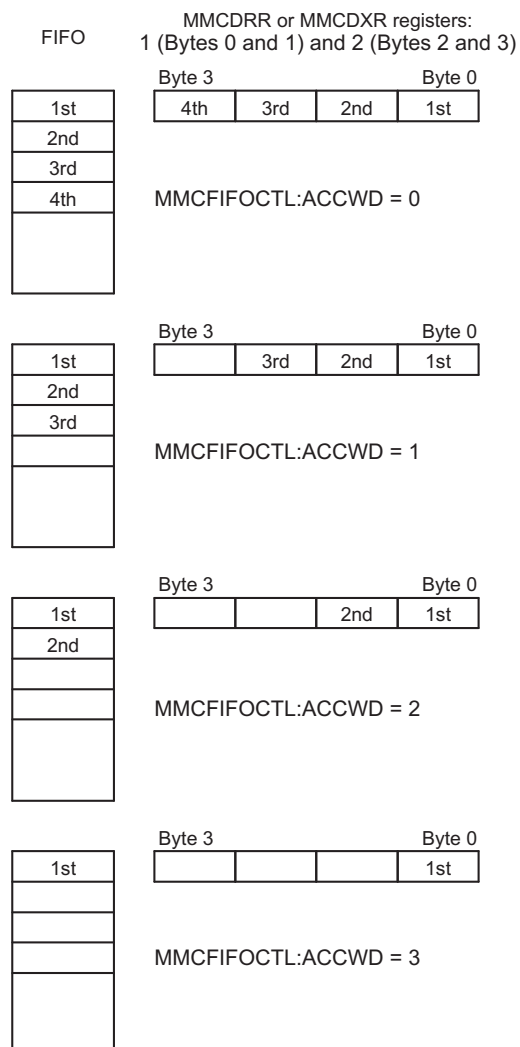 FIFO
MMCDRR or MMCDXR registers:
1 (Bytes 0 and 1) and 2 (Bytes 2 and 3)
Byte 3 Byte 0
1st 4th 3rd 2nd 1st
2nd
3rd
4th MMCFIFOCTL:ACCWD = 0
Byte 3 Byte 0
1st 3rd 2nd 1st
2nd
3rd
MMCFIFOCTL:ACCWD = 1
Byte 3 Byte 0
1st 2nd 1st
2nd
MMCFIFOCTL:ACCWD = 2
Byte 3 Byte 0
1st 1st
MMCFIFOCTL:ACCWD = 3